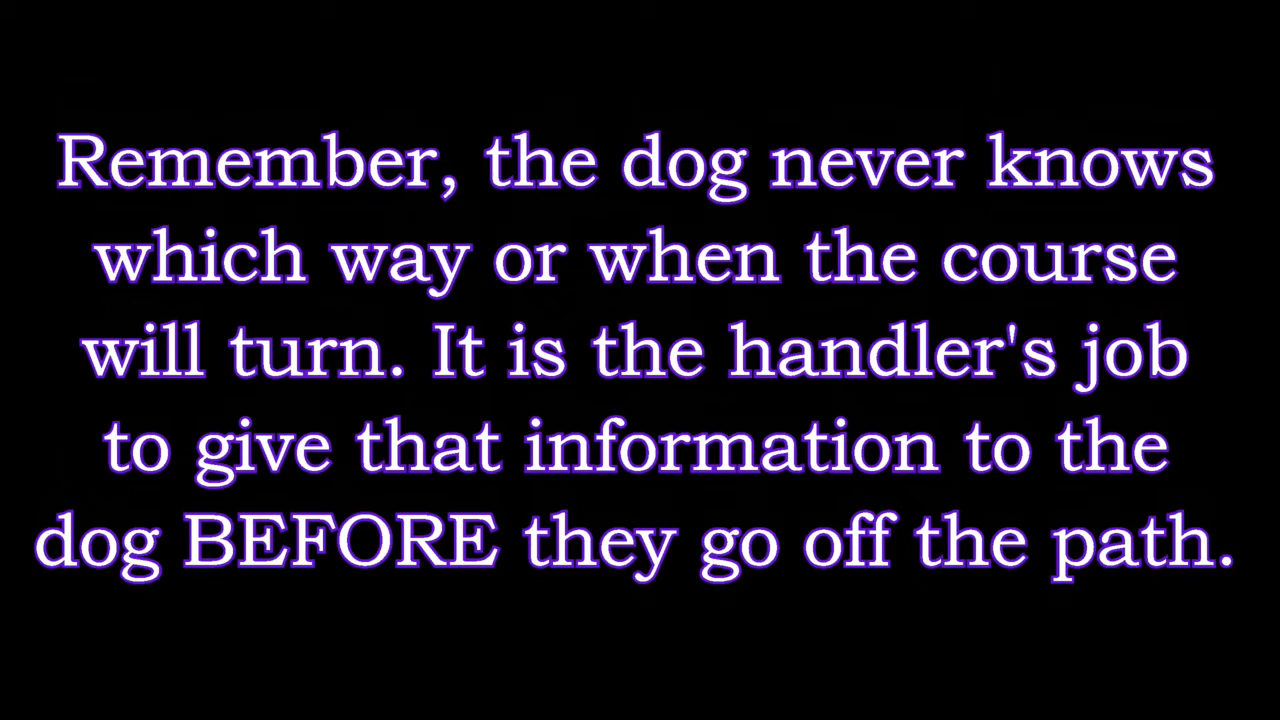 Remember, the dog never knows
which way or when the course
will turn. It is the handler's job
to give that information to the
dog BEFORE they go off the path.